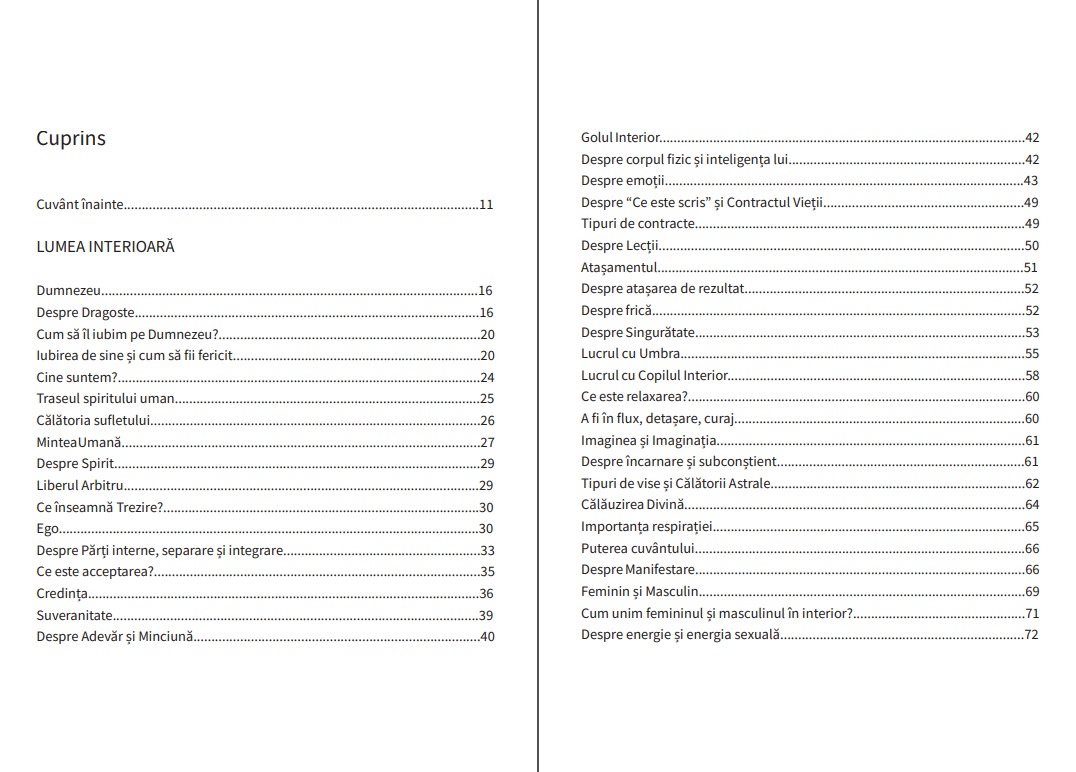 Cuprins
Cuvânt înainte....................11
LUMEA INTERIOARĂ
Dumnezeu....................16
Despre Dragoste....................16
Cum să îl iubim pe Dumnezeu?....................20
Iubirea de sine și cum să fii fericit....................20
Cine suntem?....................24
Traseul spiritului uman....................25
Călătoria sufletului....................26
MinteaUmană....................27
Despre Spirit....................29
Liberul Arbitru....................29
Ce înseamnă Trezire?....................30
Ego....................30
Despre Părți interne, separare și integrare....................33
Ce este acceptarea?....................35
Credința....................36
Suveranitate....................39
Despre Adevăr și Minciună....................40
Golul Interior....................42
Despre corpul fizic și inteligența lui....................42
Despre emoții....................43
Despre “Ce este scris” și Contractul Vieții....................49
Tipuri de contracte....................49
Despre Lecții....................50
Atașamentul....................51
Despre atașarea de rezultat....................52
Despre frică....................52
Despre Singurătate....................53
Lucrul cu Umbra....................55
Lucrul cu Copilul Interior....................58
Ce este relaxarea?....................60
A fi în flux, detașare, curaj....................60
Imaginea și Imaginația....................61
Despre încarnare și subconștient....................61
Tipuri de vise și Călătorii Astrale....................62
Călăuzirea Divină....................64
Importanța respirației....................65
Puterea cuvântului....................66
Despre Manifestare....................66
Feminin și Masculin....................69
Cum unim femininul și masculinul în interior?....................71
Despre energie și energia sexuală....................72